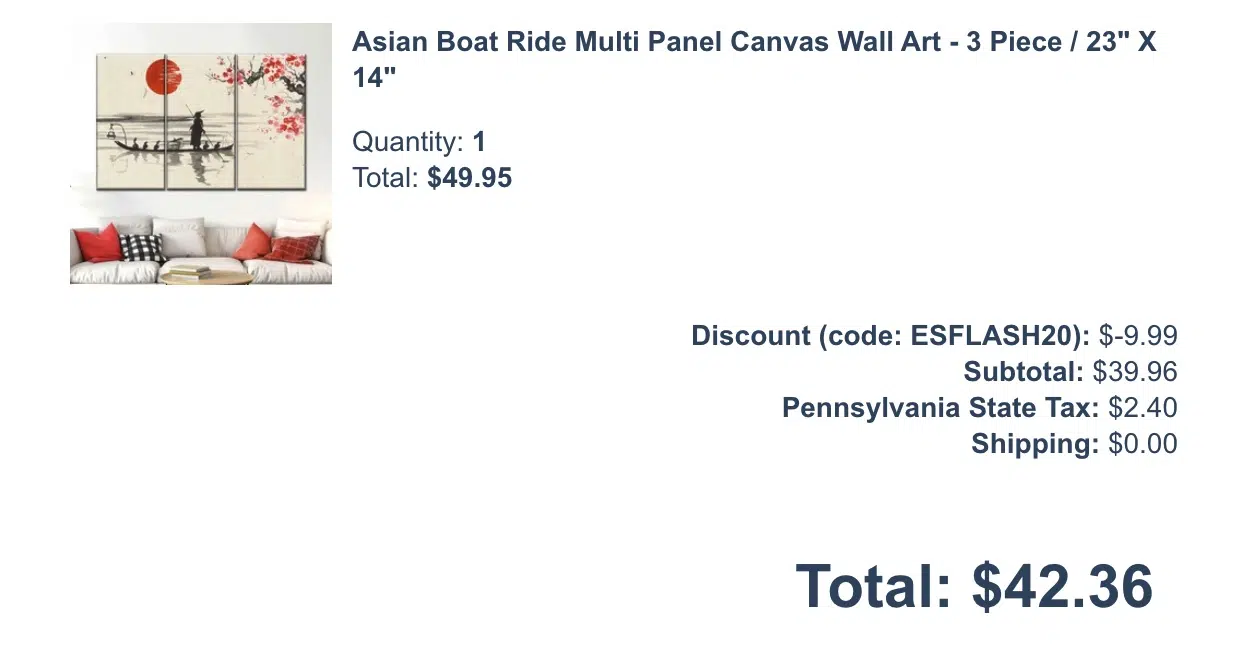 Asian Boat Ride Multi Panel Canvas Wall Art - 3 Piece / 23" X
14"
Quantity: 1
Total: $49.95
Discount (code: ESFLASH20): $-9.99
Subtotal: $39.96
Pennsylvania State Tax: $2.40
Shipping: $0.00
Total: $42.36